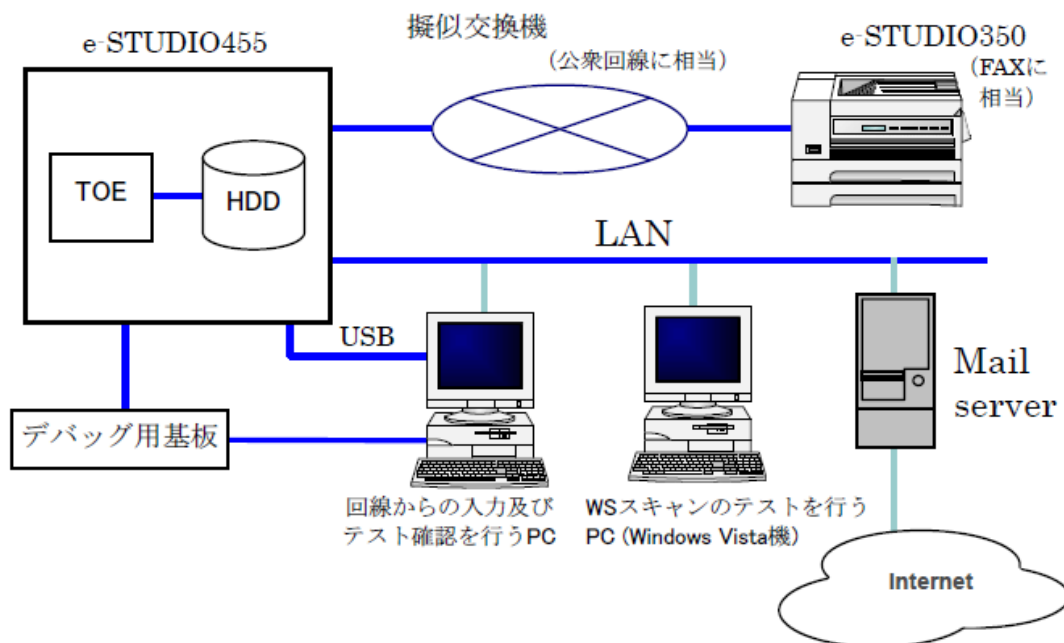 e-STUDIO455
擬似交換機
(公衆回線に相当)
e-STUDIO350
(FAXに
相当)
TOE
HDD
LAN
USB
デバッグ用基板
回線からの入力及び
テスト確認を行うPC
WSスキャンのテストを行う
PC (Windows Vista機)
Mail
server
Internet